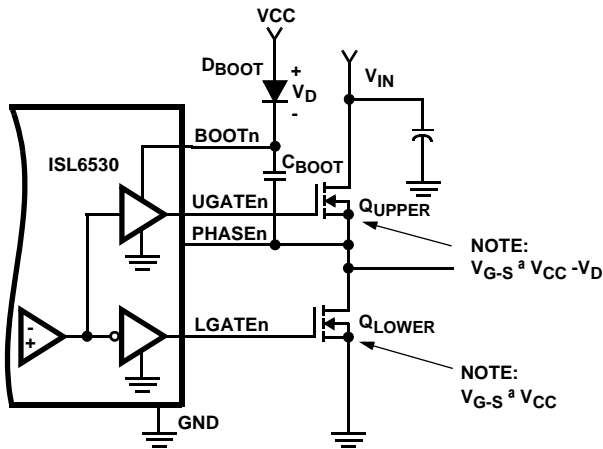 VCC
DBOOT
+
VD
-
VIN
BOOTn
ISL6530
CBOOT
UGATEn
QUPPER
PHASEn
NOTE:
VG-S ª VCC -VD
-
+
LGATEn
QLOWER
NOTE:
VG-S ª VCC
GND